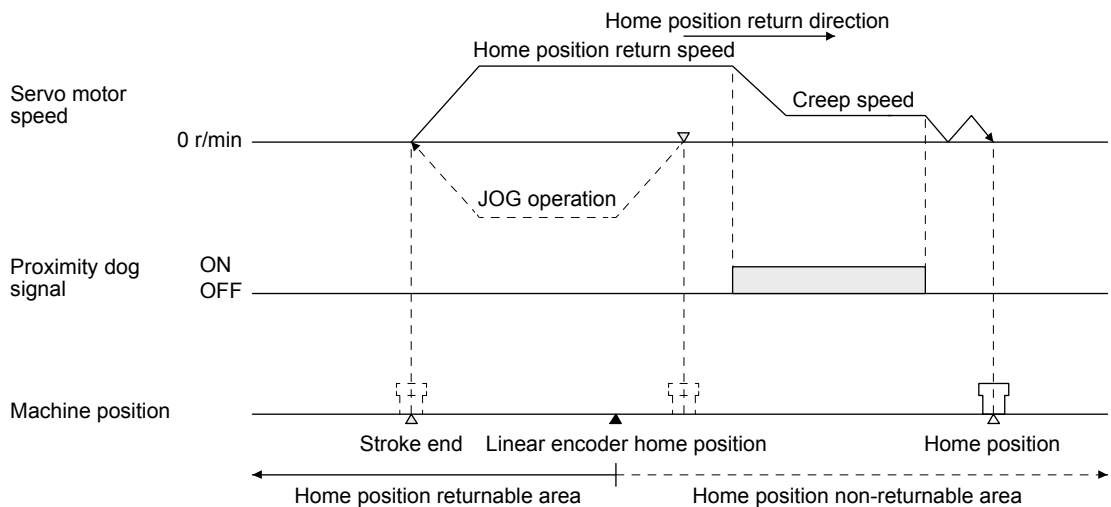 Home position return direction
Home position return speed
Servo motor
speed
Creep speed
0 r/min
JOG operation
Proximity dog
signal
ON
OFF
Machine position
Stroke end
Linear encoder home position
Home position
Home position returnable area
Home position non-returnable area